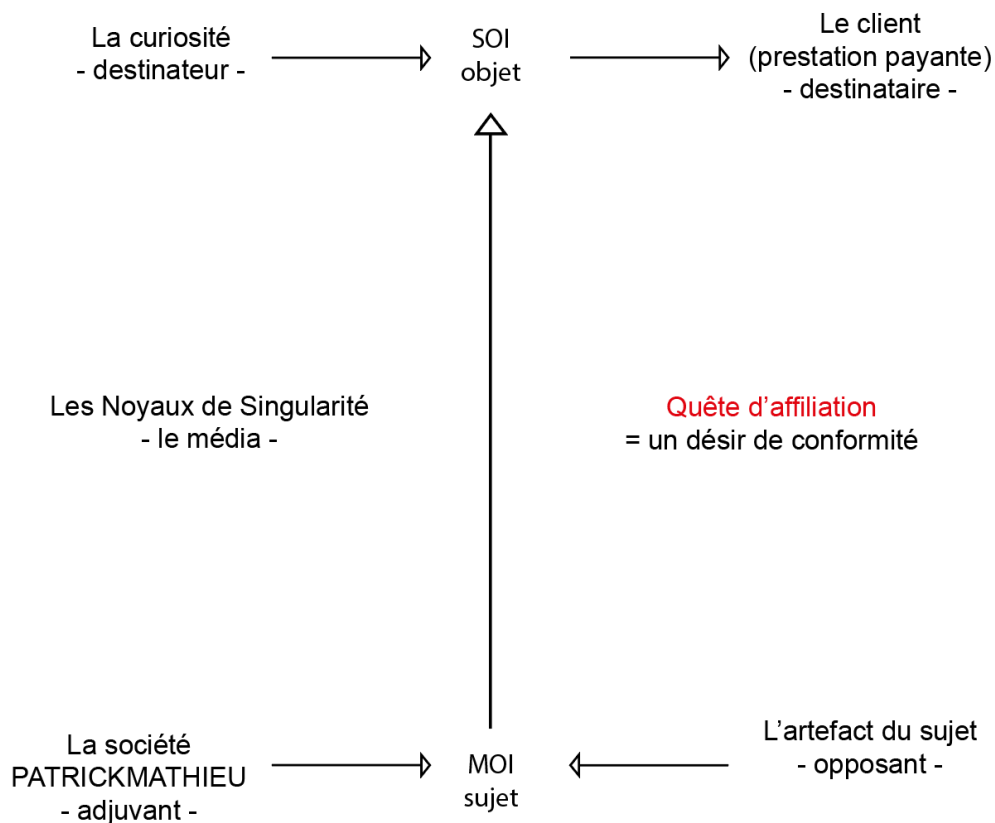 La curiosité
- destinateur -
SOI
objet
Le client
(prestation payante)
- destinataire -
Les Noyaux de Singularité
- le média -
Quête d'affiliation
= un désir de conformité
La société
PATRICKMATHIEU
- adjuvant -
MOI
sujet
L'artefact du sujet
- opposant -